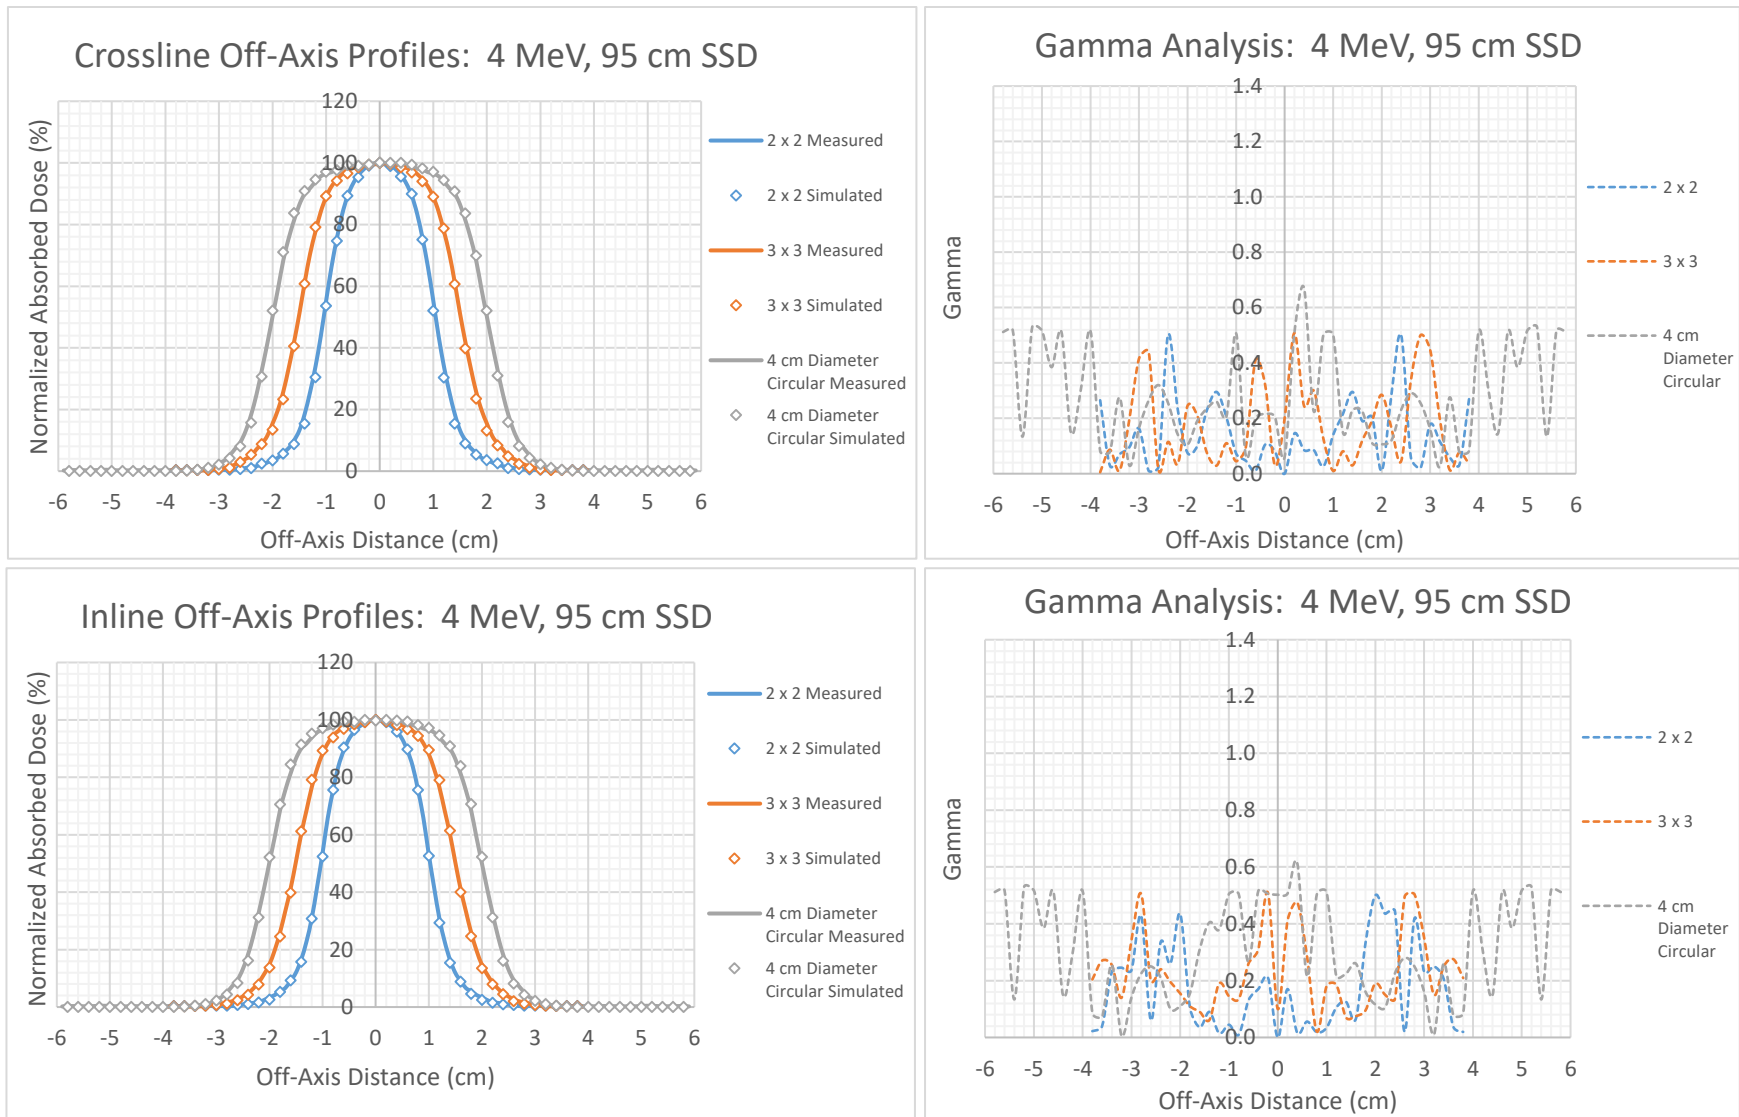 Crossline Off-Axis Profiles:  4 MeV, 95 cm SSD
Normalized Absorbed Dose (%)
120
100
80
60
40
20
0
-6 -5 -4 -3 -2 -1 0 1 2 3 4 5 6
Off-Axis Distance (cm)
2 x 2 Measured
2 x 2 Simulated
3 x 3 Measured
3 x 3 Simulated
4 cm Diameter
Circular Measured
4 cm Diameter
Circular Simulated
Gamma Analysis:  4 MeV, 95 cm SSD
Gamma
1.4
1.2
1.0
0.8
0.6
0.4
0.2
0.0
-6 -5 -4 -3 -2 -1 0 1 2 3 4 5 6
Off-Axis Distance (cm)
2 x 2
3 x 3
4 cm
Diameter
Circular
Inline Off-Axis Profiles:  4 MeV, 95 cm SSD
Normalized Absorbed Dose (%)
120
100
80
60
40
20
0
-6 -5 -4 -3 -2 -1 0 1 2 3 4 5 6
Off-Axis Distance (cm)
2 x 2 Measured
2 x 2 Simulated
3 x 3 Measured
3 x 3 Simulated
4 cm Diameter
Circular Measured
4 cm Diameter
Circular Simulated
Gamma Analysis:  4 MeV, 95 cm SSD
Gamma
1.4
1.2
1.0
0.8
0.6
0.4
0.2
0.0
-6 -5 -4 -3 -2 -1 0 1 2 3 4 5 6
Off-Axis Distance (cm)
2 x 2
3 x 3
4 cm
Diameter
Circular